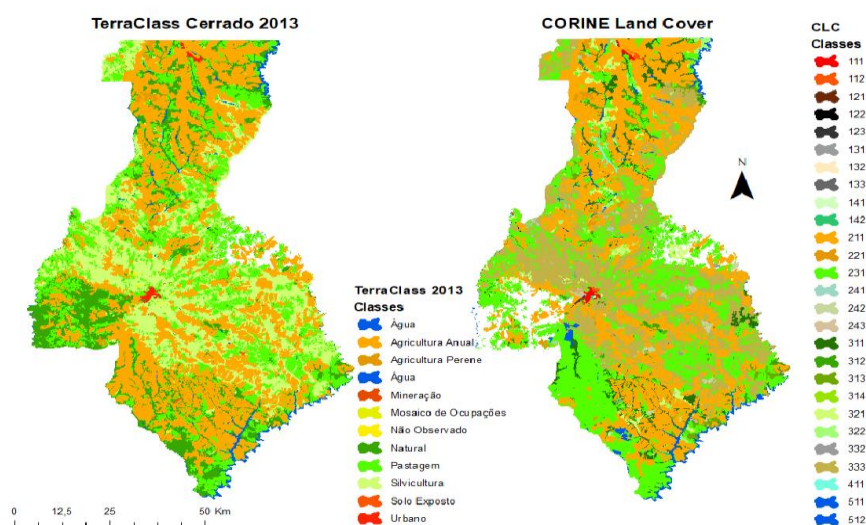 TerraClass Cerrado 2013
CORINE Land Cover
CLC
Classes
111
112
121
122
123
131
132
133
141
142
211
221
231
241
242
243
311
312
313
314
321
322
332
333
411
511
512
N
TerraClass 2013
Classes
Água
Agricultura Anual
Agricultura Perene
Água
Mineração
Mosaico de Ocupações
Não Observado
Natural
Pastagem
Silvicultura
Solo Exposto
Urbano
0 12,5 25 50 Km